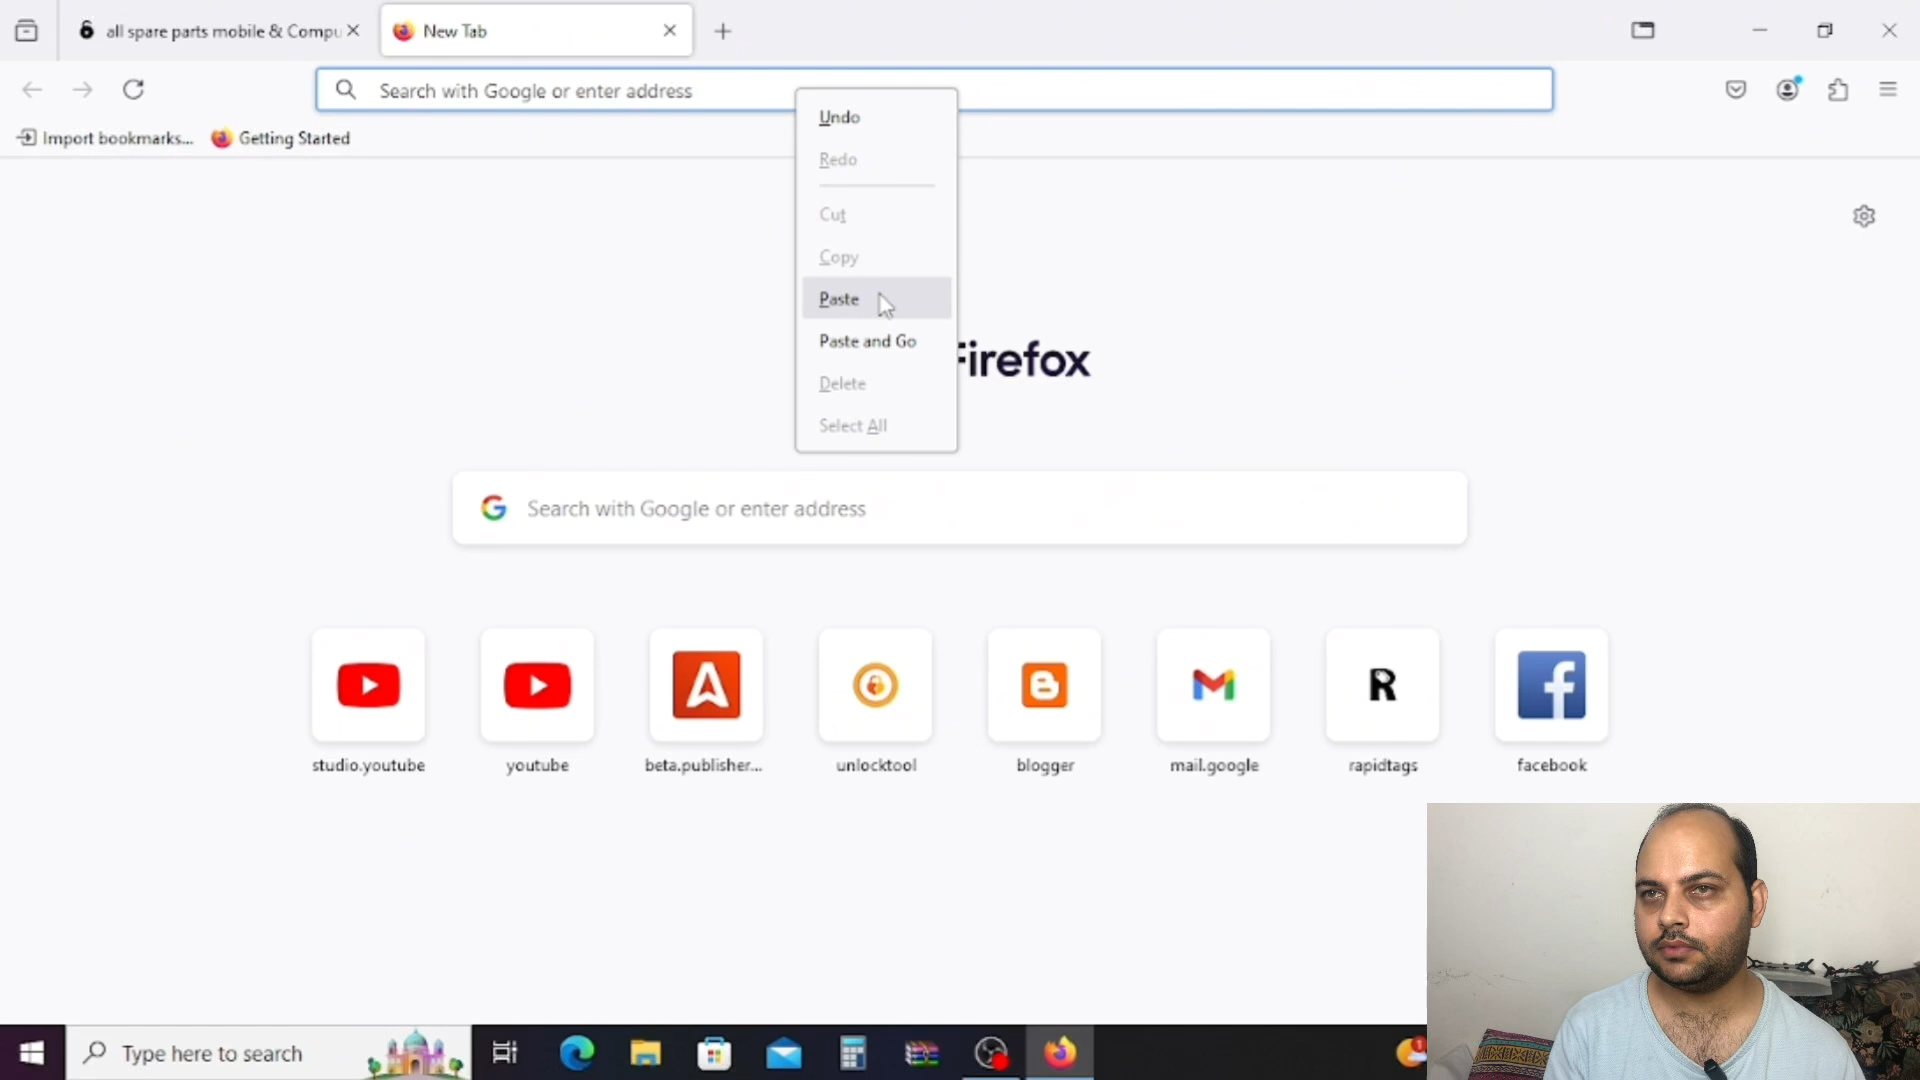 all spare parts mobile & Compu
New Tab
Search with Google or enter address
Import bookmarks...
Getting Started
Undo
Redo
Cut
Copy
Paste
Paste and Go
Delete
Select All
Firefox
Search with Google or enter address
studio.youtube
youtube
beta.publisher...
unlocktool
blogger
mail.google
rapidtags
facebook
Type here to search